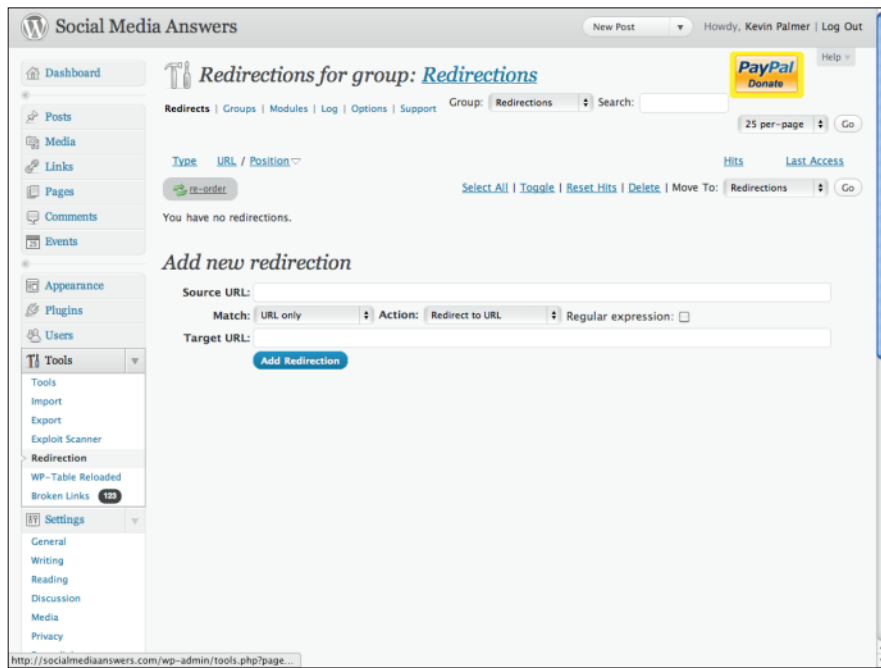 Social Media Answers
New Post
Howdy, Kevin Palmer | Log Out
Help
Dashboard
Posts
Media
Links
Pages
Comments
25 Events
Appearance
Plugins
Users
Tools
Tools
Import
Export
Exploit Scanner
Redirection
WP-Table Reloaded
Broken Links 123
Settings
General
Writing
Reading
Discussion
Media
Privacy
Redirections for group: Redirections
PayPal
Donate
Redirects | Groups | Modules | Log | Options | Support
Group: Redirections Search:
25 per-page Go
Type URL / Position Hits Last Access
re-order
Select All | Toggle | Reset Hits | Delete | Move To: Redirections Go
You have no redirections.
Add new redirection
Source URL:
Match: URL only Action: Redirect to URL Regular expression:
Target URL:
Add Redirection
http://socialmediaanswers.com/wp-admin/tools.php?page...